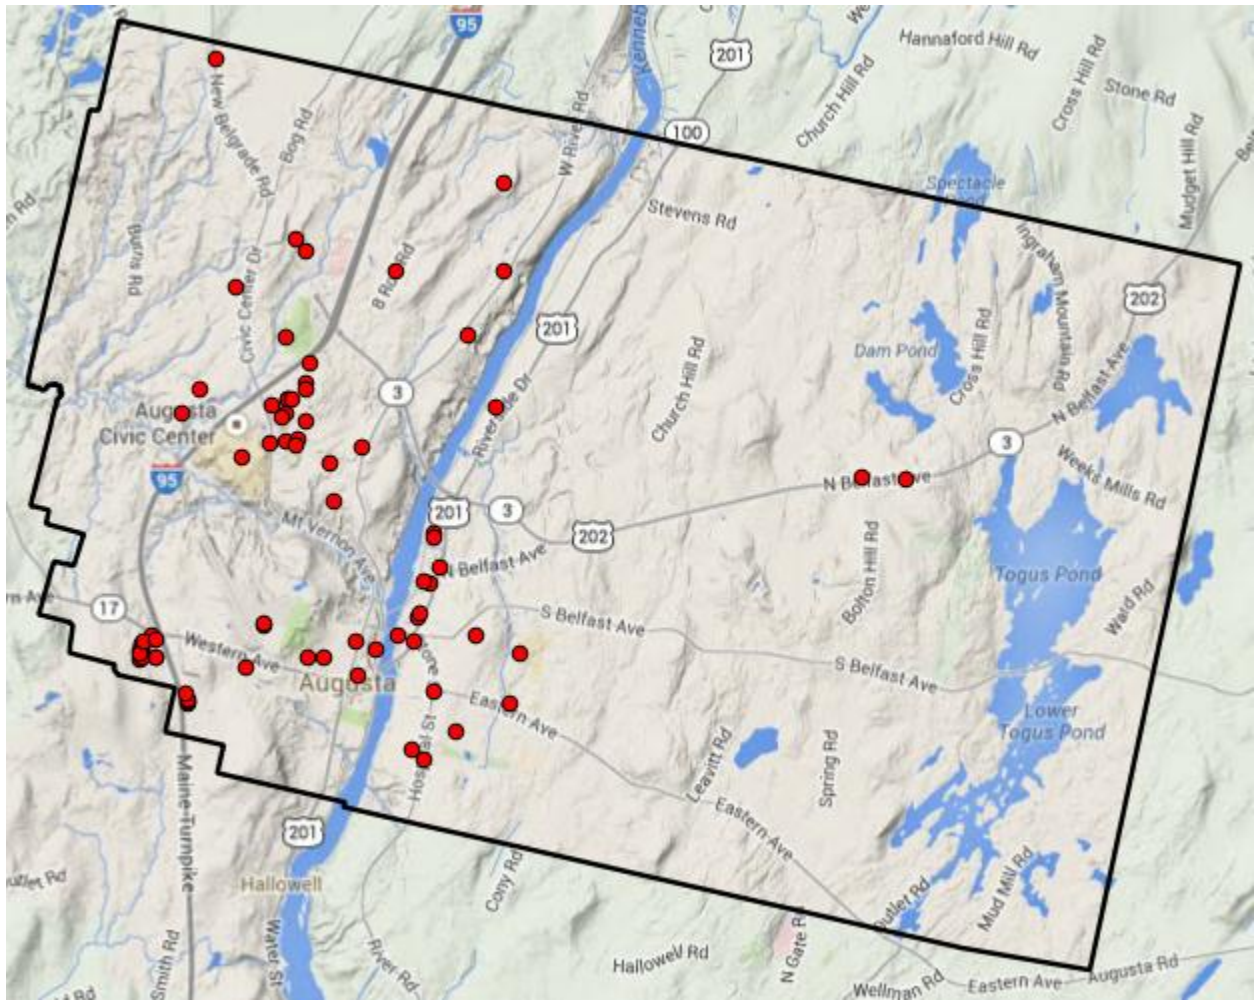 95
Kenneb
201
Hannaford Hill Rd
Cross Hill Rd
Stone Rd
Church Hill Rd
Mudget Hill Rd
100
W River Rd
New Belgrade Rd
Bog Rd
Spectacle
Stevens Rd
Burns Rd
Civic Center Dr
Ingraham Mountain Rd
202
201
Dam Pond
Cross Hill Rd
Church Hill Rd
3
Riverside Dr
N Belfast Ave
Augusta
Civic Center
3
95
N Belfast Ave
Weeks Mills Rd
201
3
202
Mt Vernon Ave
N Belfast Ave
Bolton Hill Rd
Togus Pond
17
Waid Rd
S Belfast Ave
Western Ave
S Belfast Ave
Augusta
Eastern Ave
Lower
Togus Pond
Hospital St
Leavitt Rd
Spring Rd
Maine Turnpike
Eastern Ave
201
Hallowell
Cony Rd
Butler Rd
Mud Mill Rd
Water St
Smith Rd
River Rd
Hallowell Rd
N Gate Rd
Wellman Rd
Eastern Ave
Augusta Rd